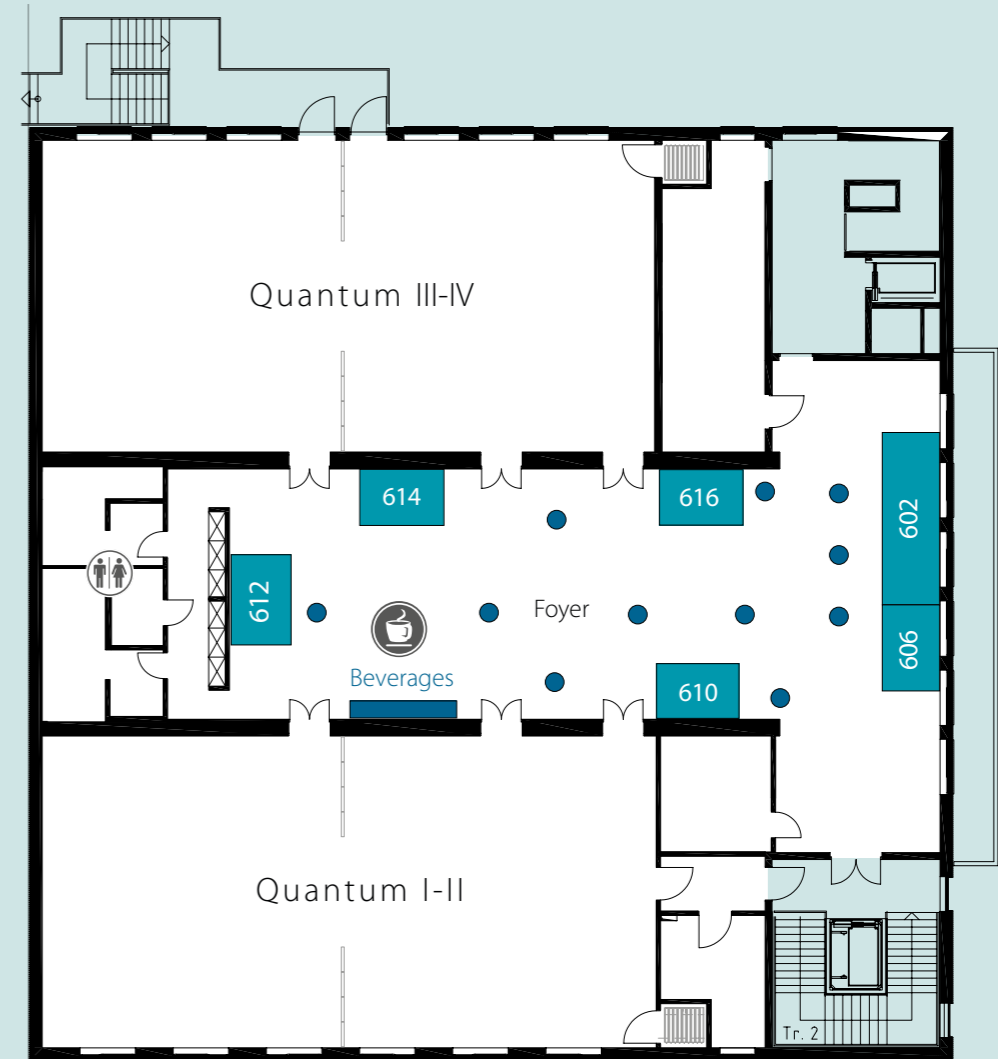 Quantum III-IV
614
616
602
612
Foyer
606
Beverages
610
Quantum I-II
Tr. 2